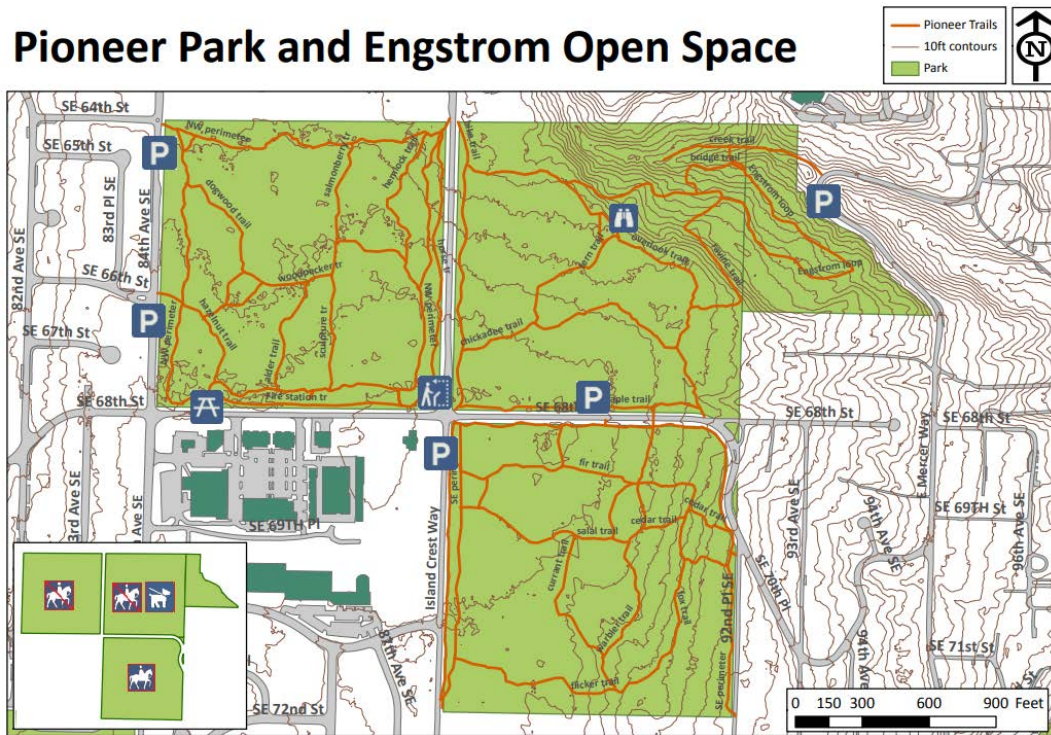 Pioneer Park and Engstrom Open Space
Pioneer Trails
10ft contours
Park
N
SE 64th St
SE 65th St
83rd Pl SE
84th Ave SE
82nd Ave SE
SE 66th St
SE 67th St
SE 68th St
P
P
NW perimeter
dogwood trail
salmonberry tr
hemlock trail
woodpecker tr
hazelnut trail
alder trail
sculpture tr
NW perimeter
NW perimeter
horse tr
Fire station tr
creek trail
bridge trail
Engstrom loop
Engstrom loop
P
overlook trail
ravine trail
fern trail
chickadee trail
P
SE 68th St
P
fir trail
cedar trail
cedar trail
salal trail
currant trail
warbler trail
fox trail
flicker trail
SE perimeter
92nd Pl SE
SE 70th Pl
93rd Ave SE
94th Ave SE
94th Ave SE
E Mercer Way
SE 68th St
SE 69TH St
96th Ave SE
SE 71st St
SE 69TH Pl
Island Crest Way
87th Ave SE
SE 72nd St
0 150 300 600 900 Feet